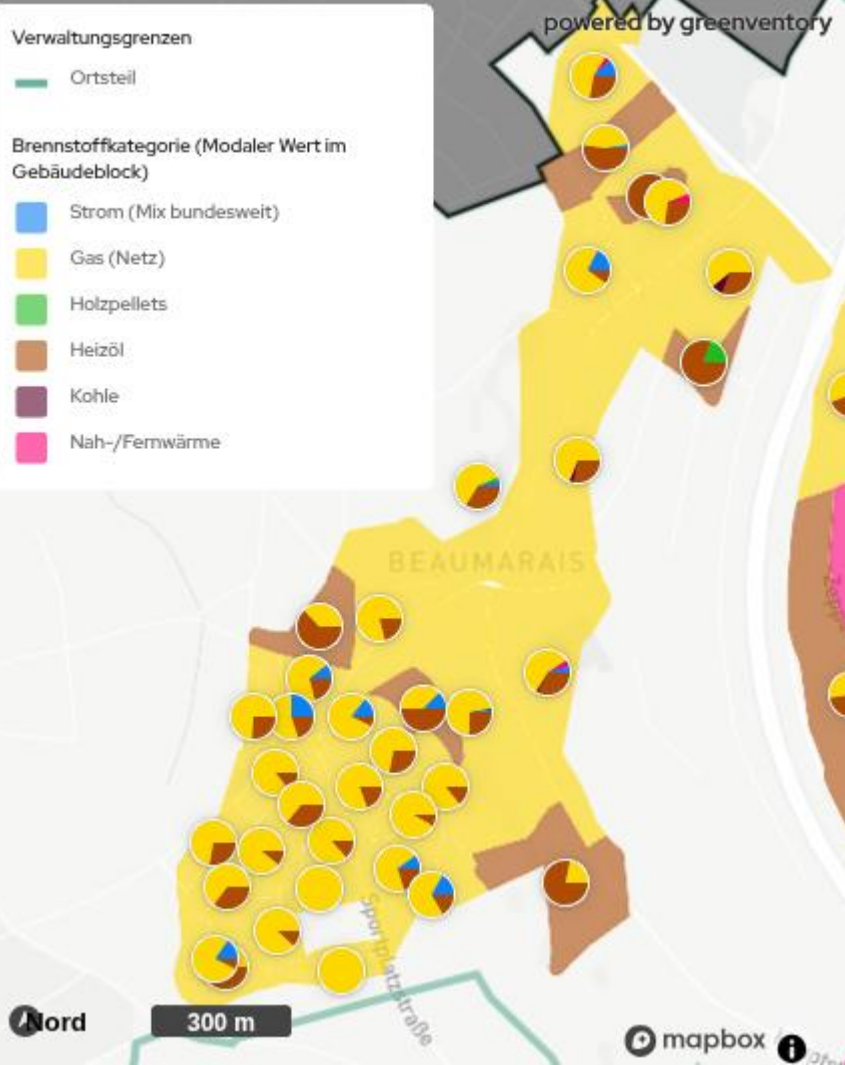 powered by greenventory
Verwaltungsgrenzen
Ortsteil
Brennstoffkategorie (Modaler Wert im
Gebäudeblock)
Strom (Mix bundesweit)
Gas (Netz)
Holzpellets
Heizöl
Kohle
Nah-/Fernwärme
BEAUMARAIS
Sportplatzstraße
Nord
300 m
mapbox